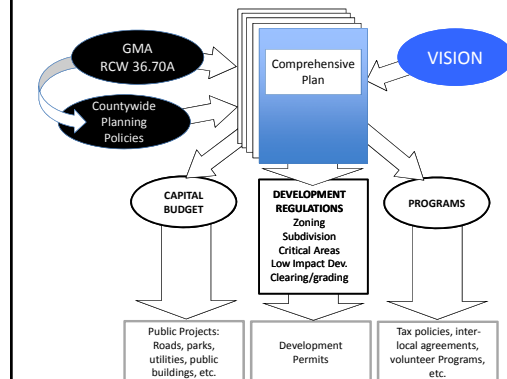 GMA
RCW 36.70A
Countywide
Planning
Policies
Comprehensive
Plan
VISION
CAPITAL
BUDGET
DEVELOPMENT
REGULATIONS
Zoning
Subdivision
Critical Areas
Low Impact Dev.
Clearing/grading
PROGRAMS
Public Projects:
Roads, parks,
utilities, public
buildings, etc.
Development
Permits
Tax policies, inter-
local agreements,
volunteer Programs,
etc.